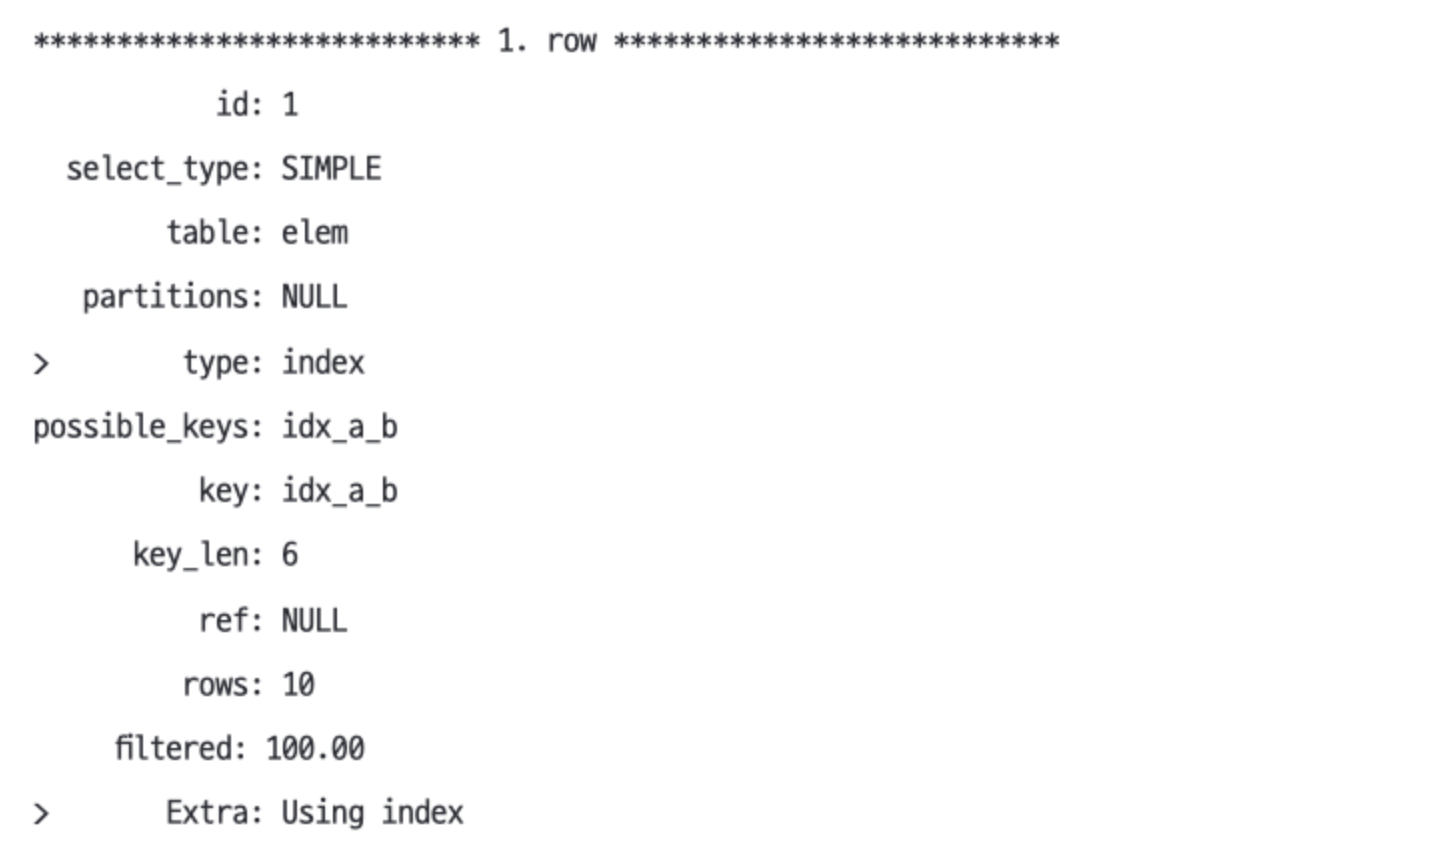 *************************** 1. row ***************************
           id: 1
  select_type: SIMPLE
        table: elem
   partitions: NULL
>        type: index
possible_keys: idx_a_b
          key: idx_a_b
      key_len: 6
          ref: NULL
         rows: 10
     filtered: 100.00
>       Extra: Using index